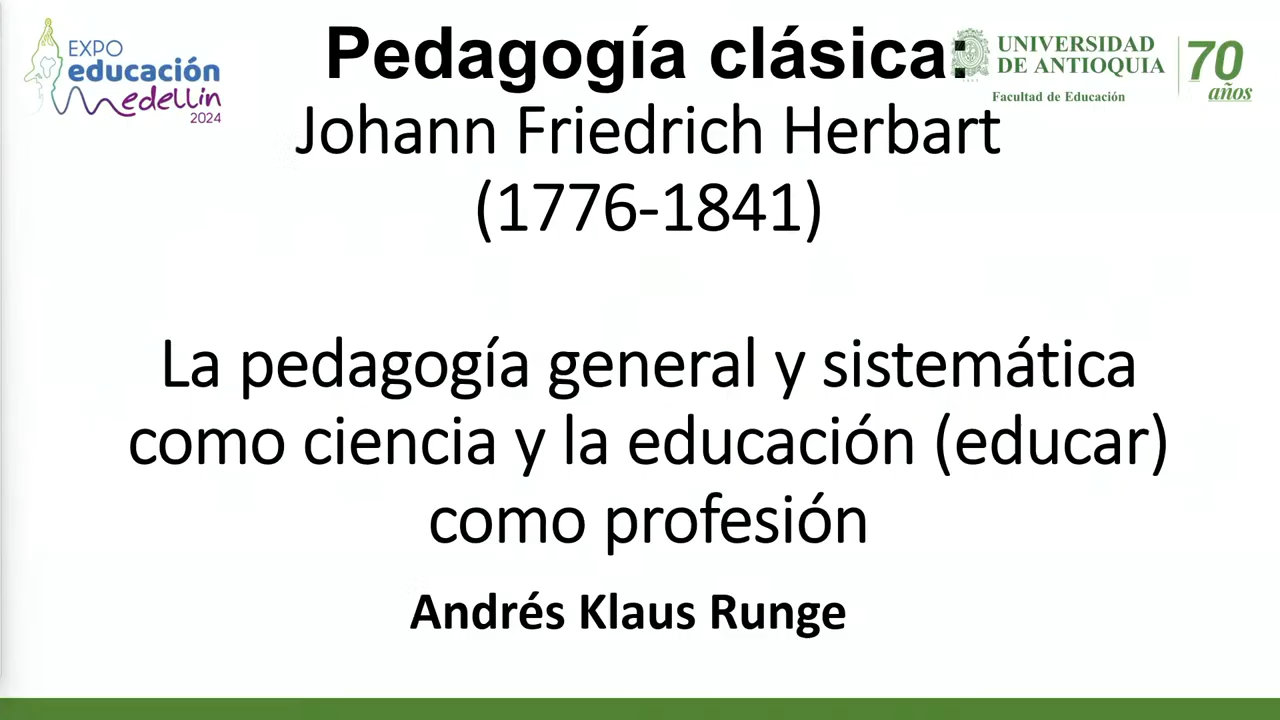 EXPO
educación
Medellín
2024
Pedagogía clásica:
UNIVERSIDAD
DE ANTIOQUIA
Facultad de Educación
70
años
Johann Friedrich Herbart
(1776-1841)
La pedagogía general y sistemática
como ciencia y la educación (educar)
como profesión
Andrés Klaus Runge